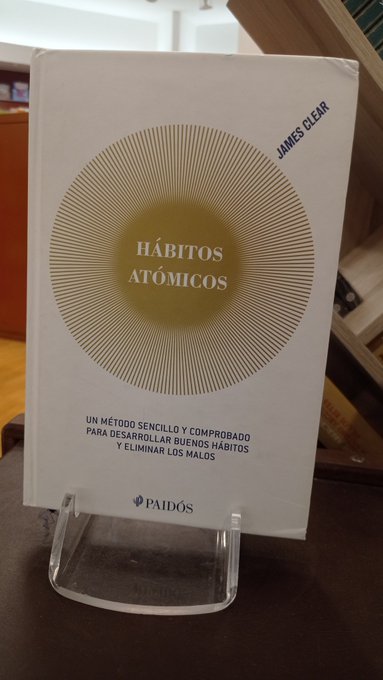 JAMES CLEAR
HÁBITOS
ATÓMICOS
UN MÉTODO SENCILLO Y COMPROBADO
PARA DESARROLLAR BUENOS HÁBITOS
Y ELIMINAR LOS MALOS
PAIDÓS